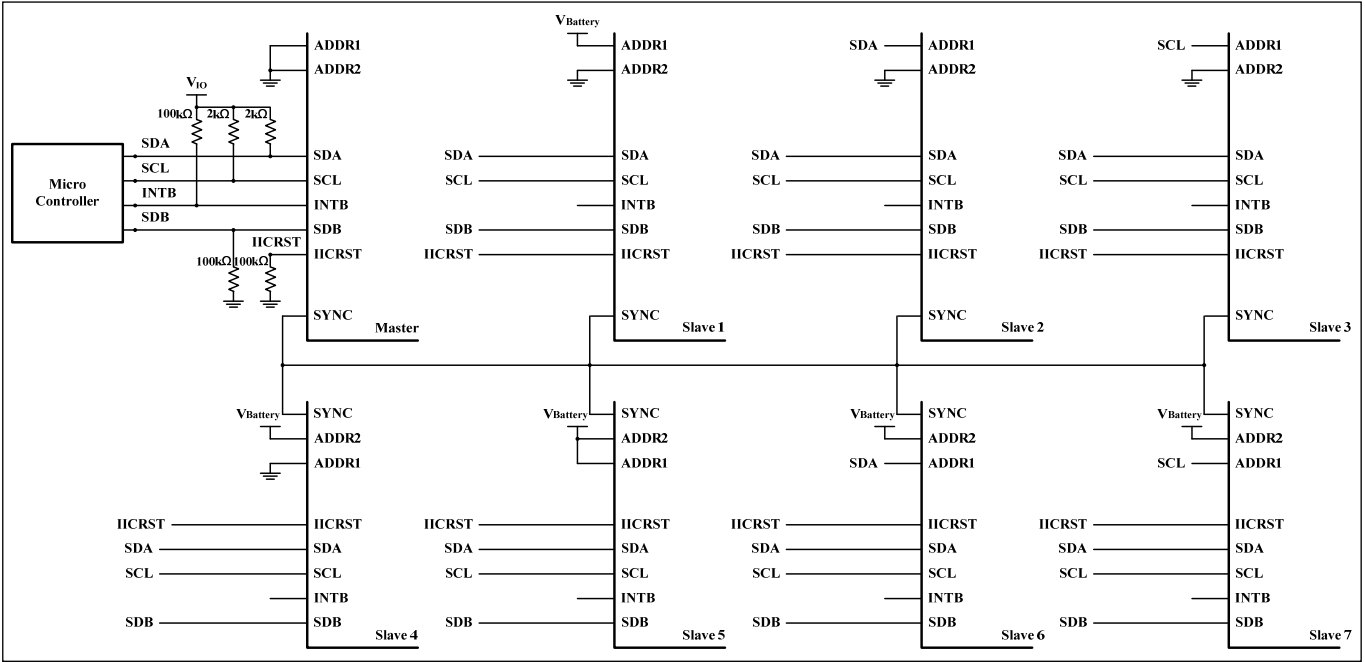 VBattery
ADDR1
SDA
ADDR1
SCL
ADDR1
ADDR1
ADDR2
ADDR2
ADDR2
ADDR2
VIO
100kΩ
2kΩ
2kΩ
Micro
Controller
SDA
SCL
INTB
SDB
IICRST
100kΩ
100kΩ
SDA
SCL
INTB
SDB
IICRST
SYNC
Master
SDA
SCL
SDB
IICRST
SDA
SCL
INTB
SDB
IICRST
SYNC
Slave 1
SDA
SCL
SDB
IICRST
SDA
SCL
INTB
SDB
IICRST
SYNC
Slave 2
SDA
SCL
SDB
IICRST
SDA
SCL
INTB
SDB
IICRST
SYNC
Slave 3
VBattery
SYNC
ADDR2
ADDR1
IICRST
SDA
SCL
SDB
IICRST
SDA
SCL
INTB
SDB
Slave 4
VBattery
SYNC
ADDR2
ADDR1
IICRST
SDA
SCL
SDB
IICRST
SDA
SCL
INTB
SDB
Slave 5
VBattery
SYNC
ADDR2
SDA
ADDR1
IICRST
SDA
SCL
SDB
IICRST
SDA
SCL
INTB
SDB
Slave 6
VBattery
SYNC
ADDR2
SCL
ADDR1
IICRST
SDA
SCL
SDB
IICRST
SDA
SCL
INTB
SDB
Slave 7